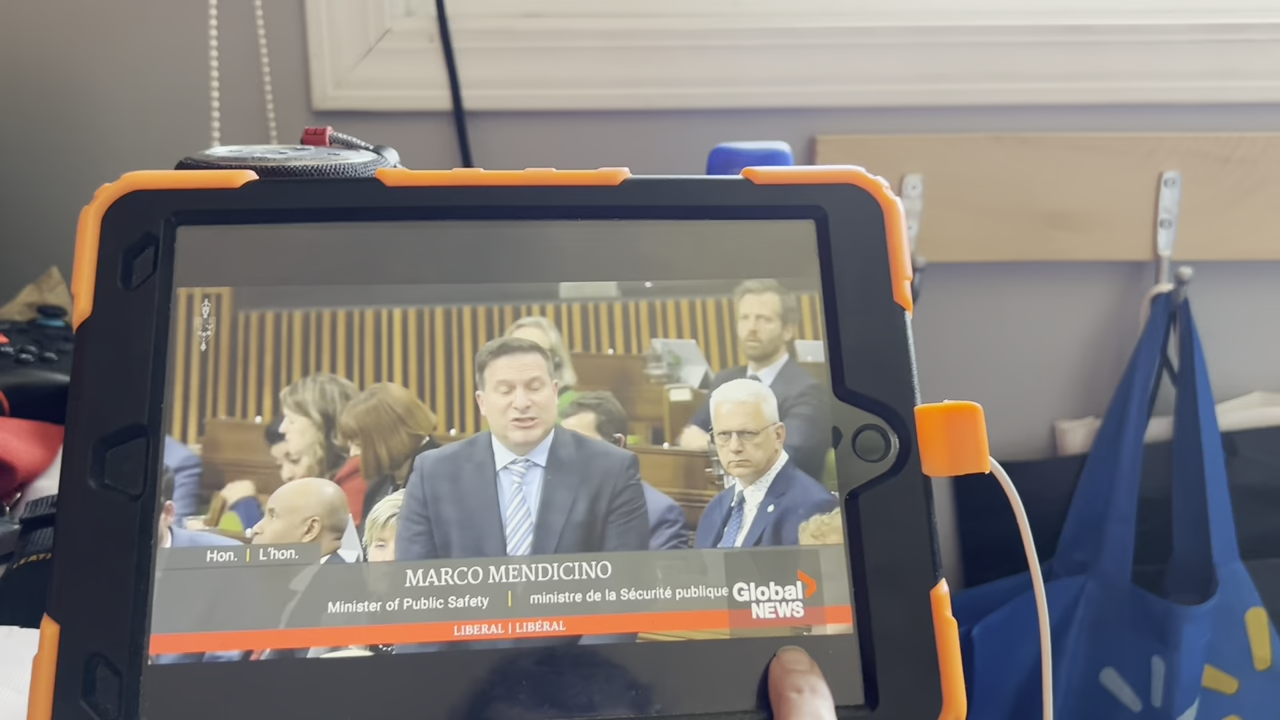 Hon. | L'hon.
MARCO MENDICINO
Minister of Public Safety | ministre de la Sécurité publique
Global
NEWS
LIBERAL | LIBÉRAL